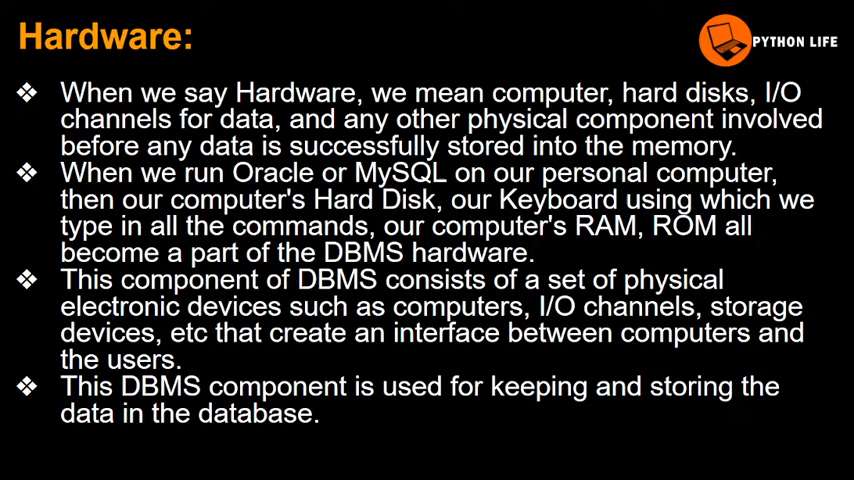 Hardware:
PYTHON LIFE
❖ When we say Hardware, we mean computer, hard disks, I/O
channels for data, and any other physical component involved
before any data is successfully stored into the memory.
❖ When we run Oracle or MySQL on our personal computer,
then our computer's Hard Disk, our Keyboard using which we
type in all the commands, our computer's RAM, ROM all
become a part of the DBMS hardware.
❖ This component of DBMS consists of a set of physical
electronic devices such as computers, I/O channels, storage
devices, etc that create an interface between computers and
the users.
❖ This DBMS component is used for keeping and storing the
data in the database.